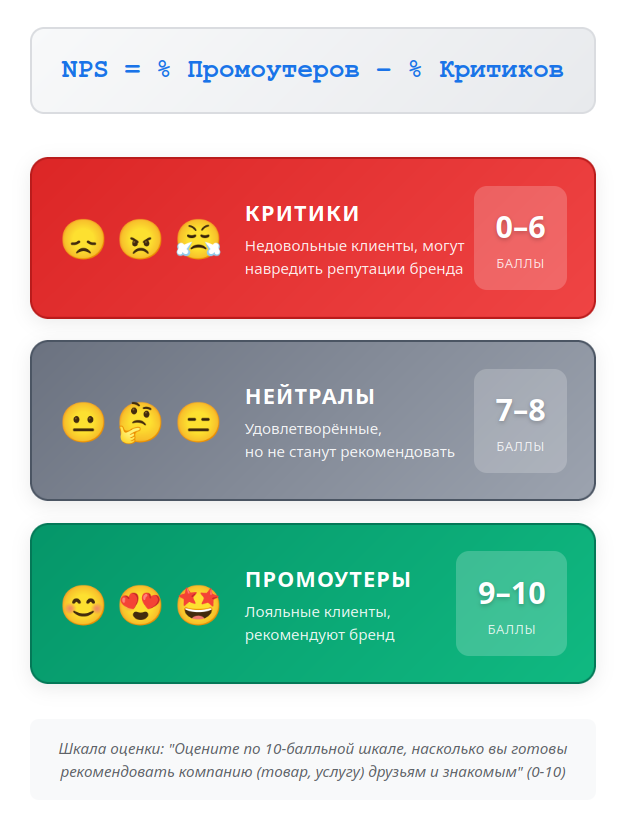 NPS = % Промоутеров − % Критиков
КРИТИКИ
Недовольные клиенты, могут
навредить репутации бренда
0–6
БАЛЛЫ
НЕЙТРАЛЫ
Удовлетворённые,
но не станут рекомендовать
7–8
БАЛЛЫ
ПРОМОУТЕРЫ
Лояльные клиенты,
рекомендуют бренд
9–10
БАЛЛЫ
Шкала оценки: "Оцените по 10-балльной шкале, насколько вы готовы
рекомендовать компанию (товар, услугу) друзьям и знакомым" (0-10)